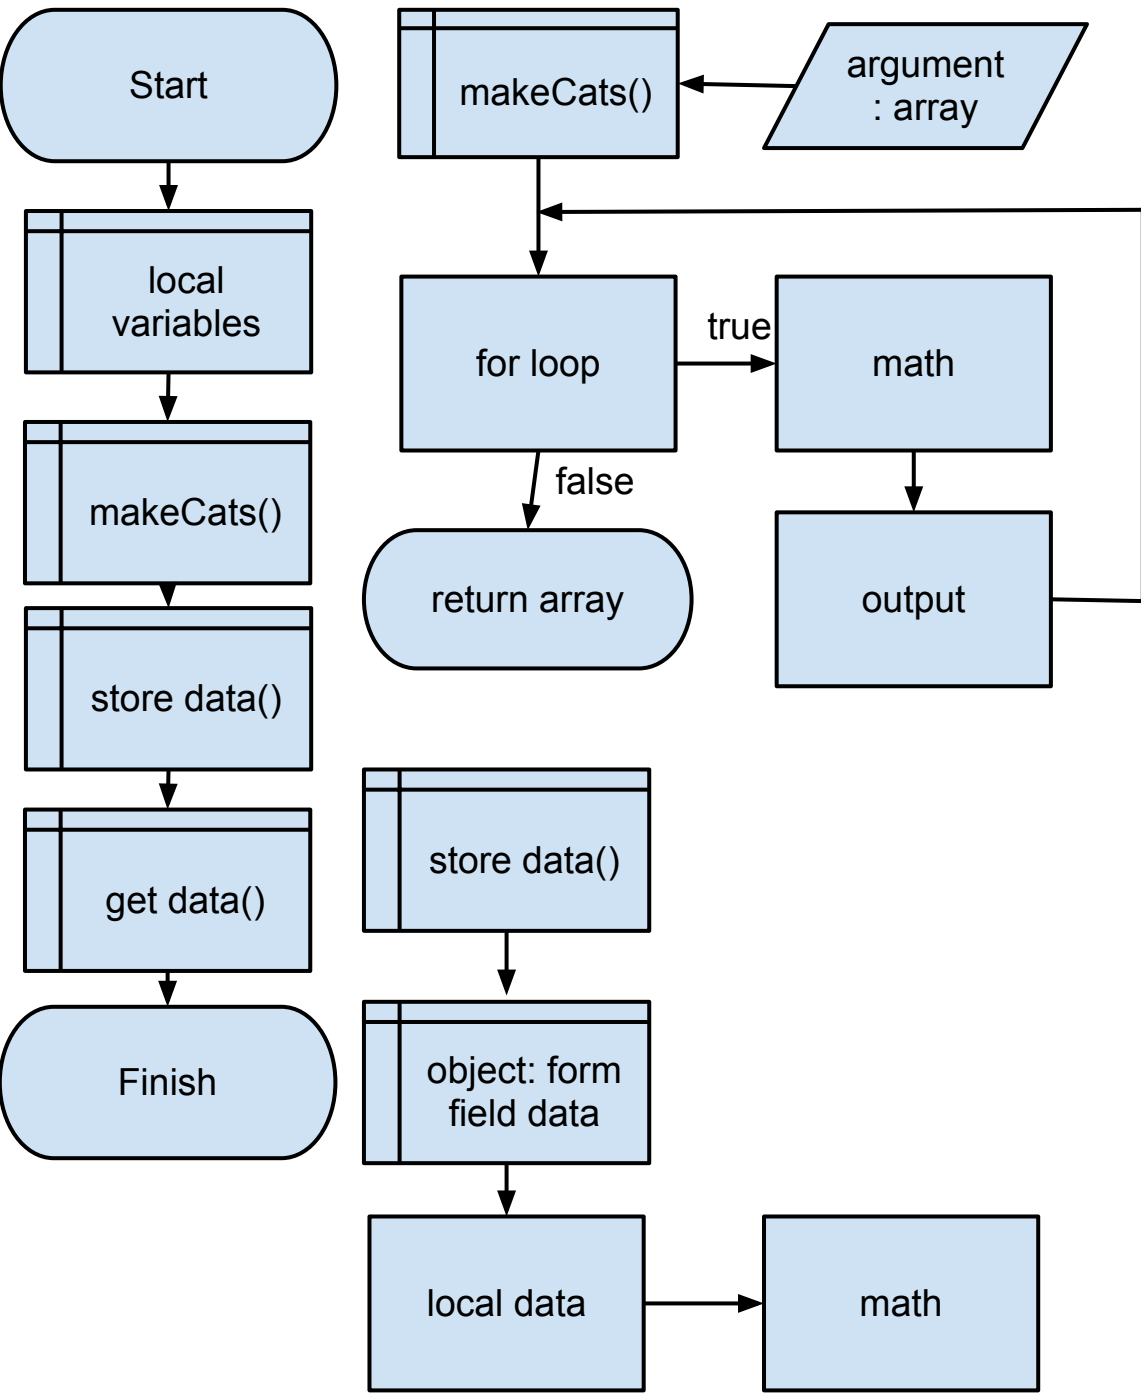 Start
local
variables
makeCats()
store data()
get data()
Finish
makeCats()
argument
: array
for loop
true
math
false
return array
output
store data()
object: form
field data
local data
math